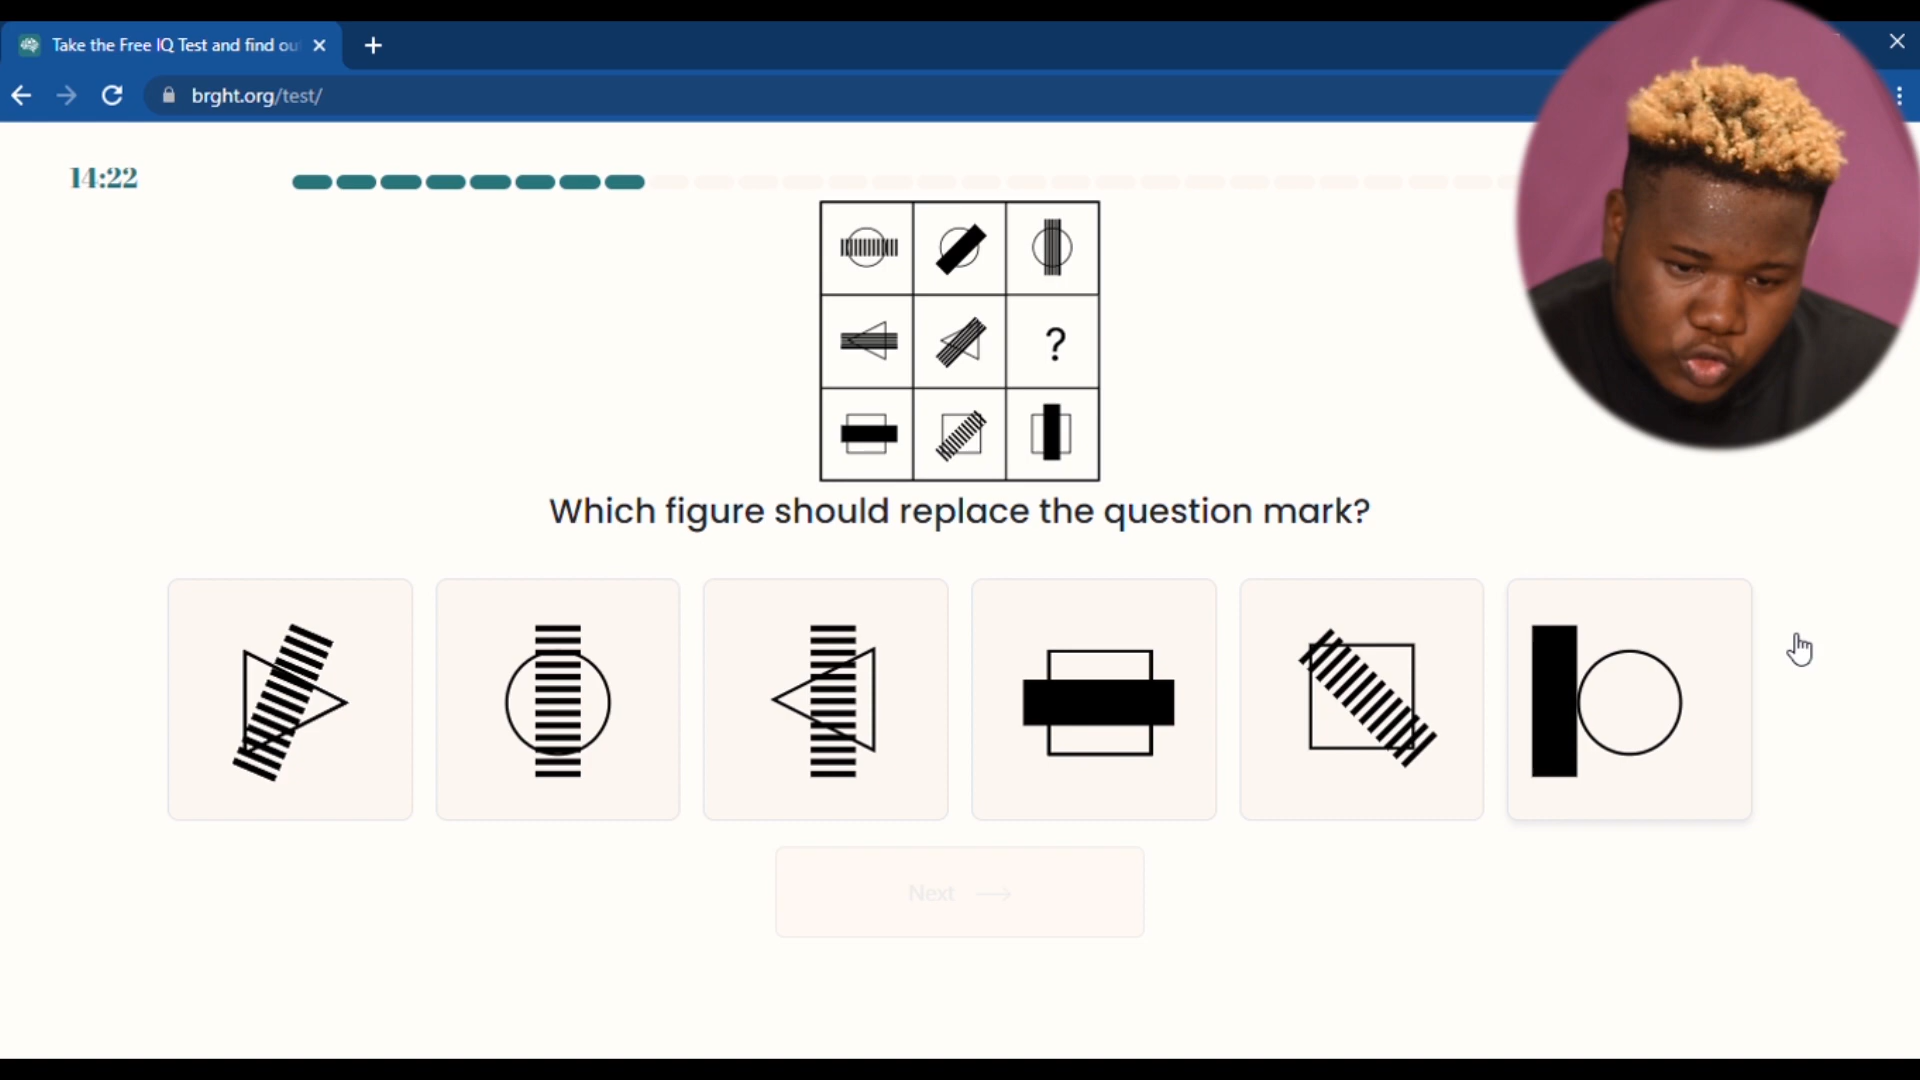 Take the Free IQ Test and find ou
brght.org/test/
14:22
?
Which figure should replace the question mark?
Next